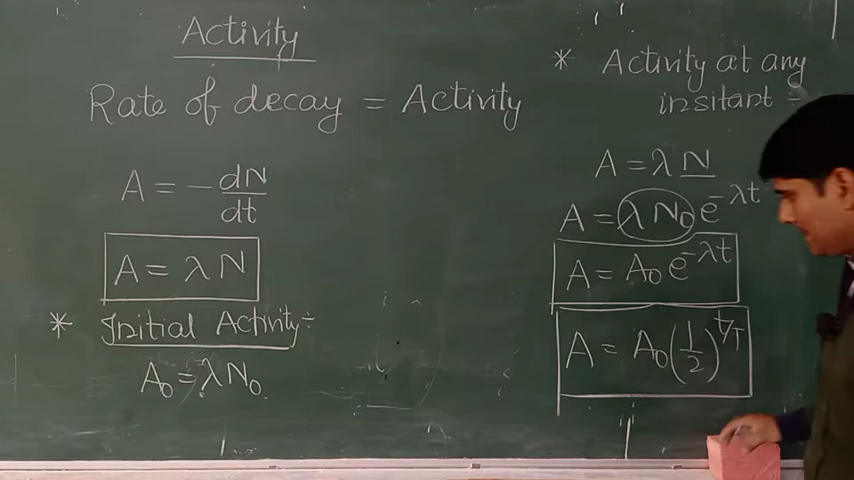 Activity
Rate of decay = Activity
A = - dN/dt
A = λN
* Initial Activity÷
A₀ = λN₀
* Activity at any
insitant ÷
A = λN
A = λN₀e^-λt
A = A₀e^-λt
A = A₀(1/2)^t/T